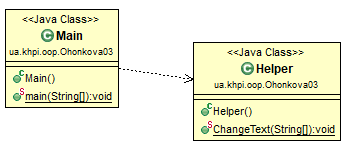 <<Java Class>>
Main
ua.khpi.oop.Ohonkova03
Main()
main(String[]):void
<<Java Class>>
Helper
ua.khpi.oop.Ohonkova03
Helper()
ChangeText(String[]):void